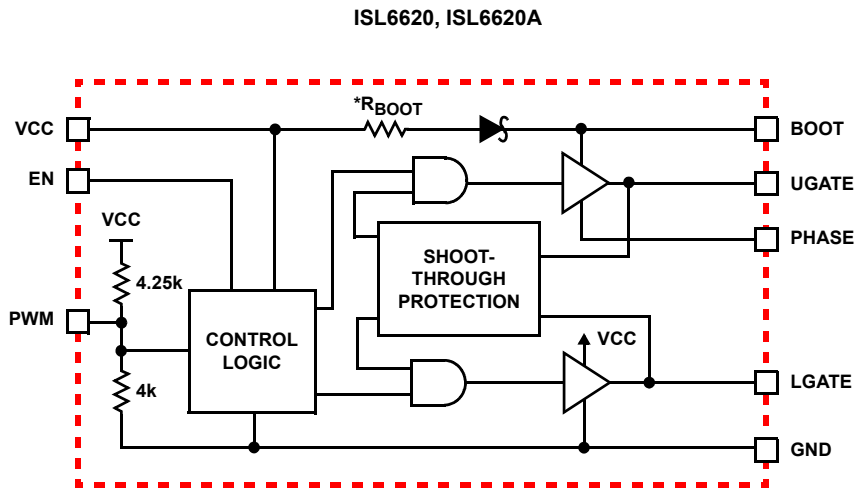 ISL6620, ISL6620A
*RBOOT
VCC
BOOT
EN
UGATE
VCC
PHASE
SHOOT-
THROUGH
PROTECTION
4.25k
PWM
CONTROL
LOGIC
VCC
4k
LGATE
GND